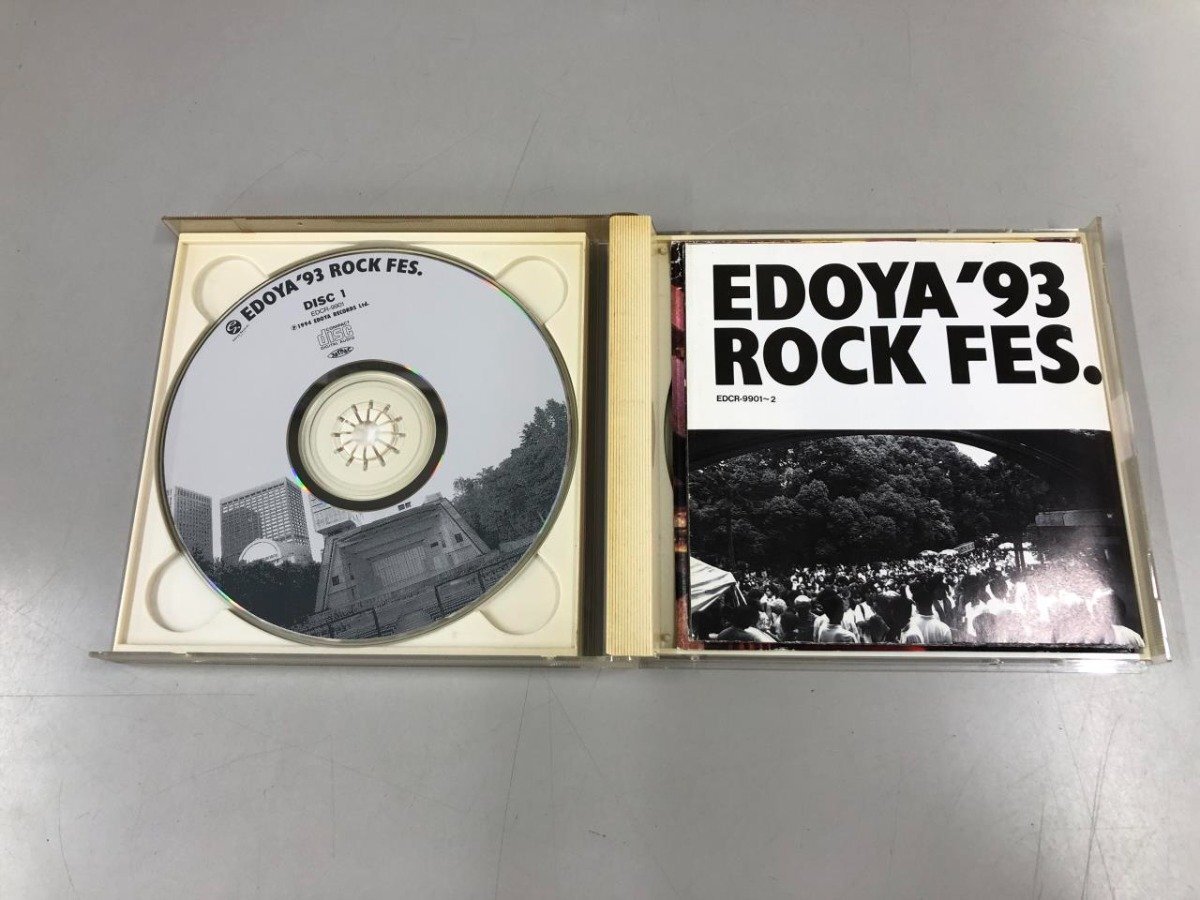 EDOYA'93 ROCK FES.
DISC 1
EDCR-9901
℗1994 EDOYA RECORDS Ltd.
COMPACT
disc
DIGITAL AUDIO
EDOYA'93
ROCK FES.
EDCR-9901~2